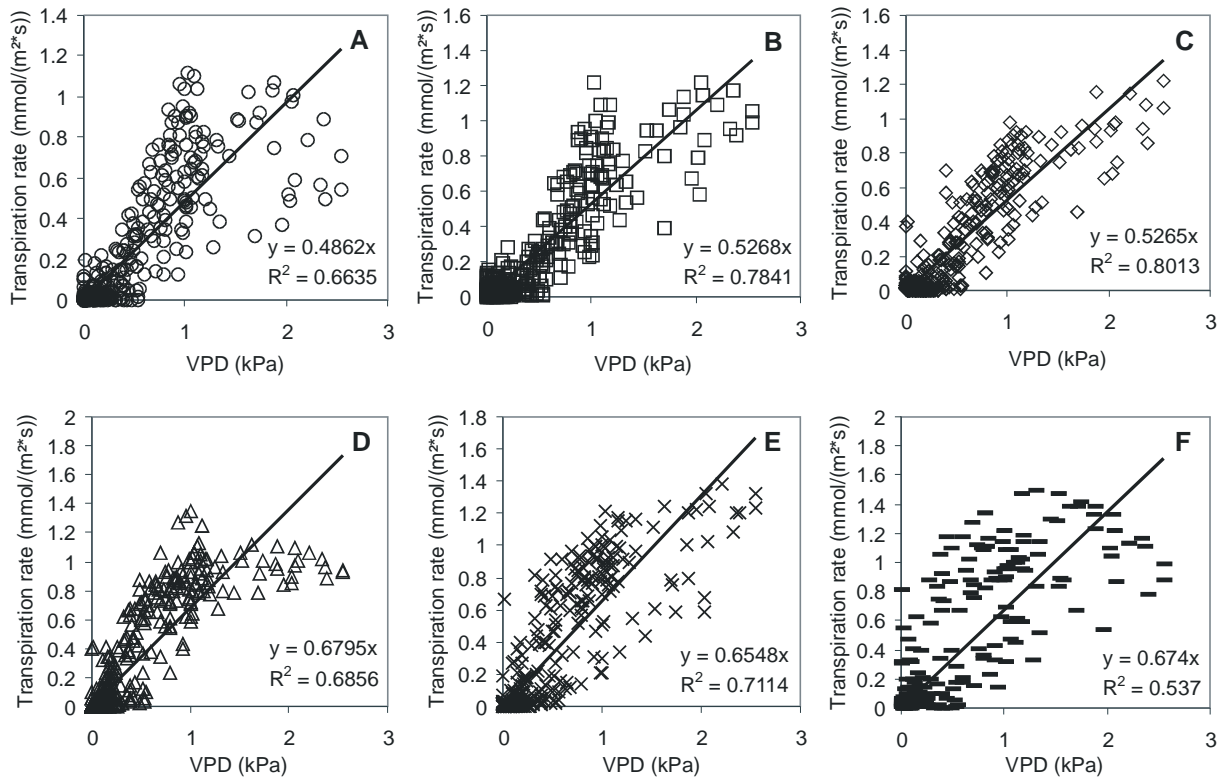 Transpiration rate (mmol/(m²*s))
1.4
1.2
1
0.8
0.6
0.4
0.2
0
0
1
2
3
VPD (kPa)
A
y = 0.4862x
R² = 0.6635
Transpiration rate (mmol/(m²*s))
1.6
1.4
1.2
1.0
0.8
0.6
0.4
0.2
0
0
1
2
3
VPD (kPa)
B
y = 0.5268x
R² = 0.7841
Transpiration rate (mmol/(m²*s))
1.6
1.4
1.2
1
0.8
0.6
0.4
0.2
0
0
1
2
3
VPD (kPa)
C
y = 0.5265x
R² = 0.8013
Transpiration rate (mmol/(m²*s))
2
1.8
1.6
1.4
1.2
1
0.8
0.6
0.4
0.2
0
0
1
2
3
VPD (kPa)
D
y = 0.6795x
R² = 0.6856
Transpiration rate (mmol/(m²*s))
1.8
1.6
1.4
1.2
1
0.8
0.6
0.4
0.2
0
0
1
2
3
VPD (kPa)
E
y = 0.6548x
R² = 0.7114
Transpiration rate (mmol/(m²*s))
2
1.8
1.6
1.4
1.2
1
0.8
0.6
0.4
0.2
0
0
1
2
3
VPD (kPa)
F
y = 0.674x
R² = 0.537